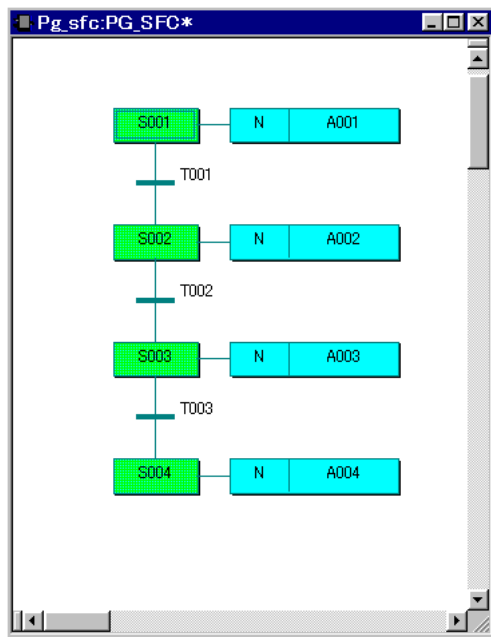 Pg_sfc:PG_SFC*
S001 N A001
T001
S002 N A002
T002
S003 N A003
T003
S004 N A004